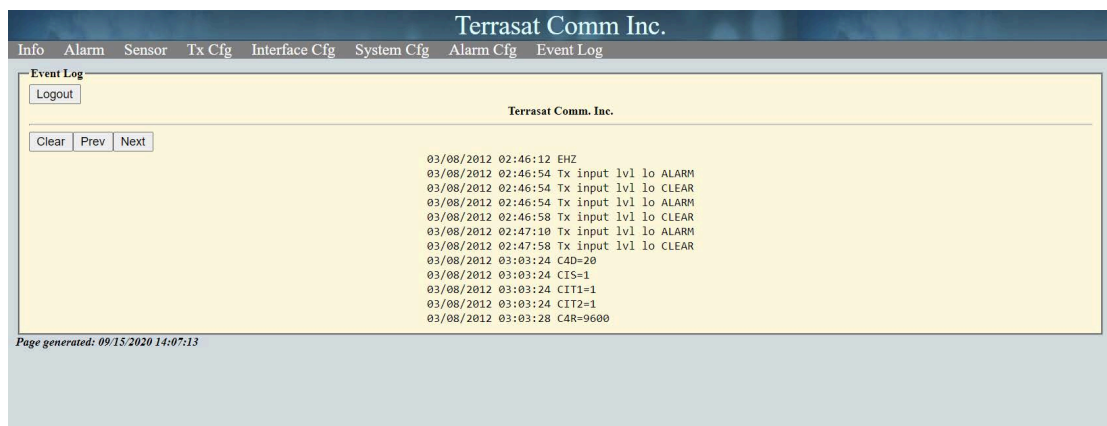 Terrasat Comm Inc.
Info Alarm Sensor Tx Cfg Interface Cfg System Cfg Alarm Cfg Event Log
Event Log
Logout
Terrasat Comm. Inc.
Clear Prev Next
03/08/2012 02:46:12 EHZ
03/08/2012 02:46:54 Tx input lvl lo ALARM
03/08/2012 02:46:54 Tx input lvl lo CLEAR
03/08/2012 02:46:54 Tx input lvl lo ALARM
03/08/2012 02:46:58 Tx input lvl lo CLEAR
03/08/2012 02:47:10 Tx input lvl lo ALARM
03/08/2012 02:47:58 Tx input lvl lo CLEAR
03/08/2012 03:03:24 C4D=20
03/08/2012 03:03:24 CIS=1
03/08/2012 03:03:24 CIT1=1
03/08/2012 03:03:24 CIT2=1
03/08/2012 03:03:28 C4R=9600
Page generated: 09/15/2020 14:07:13